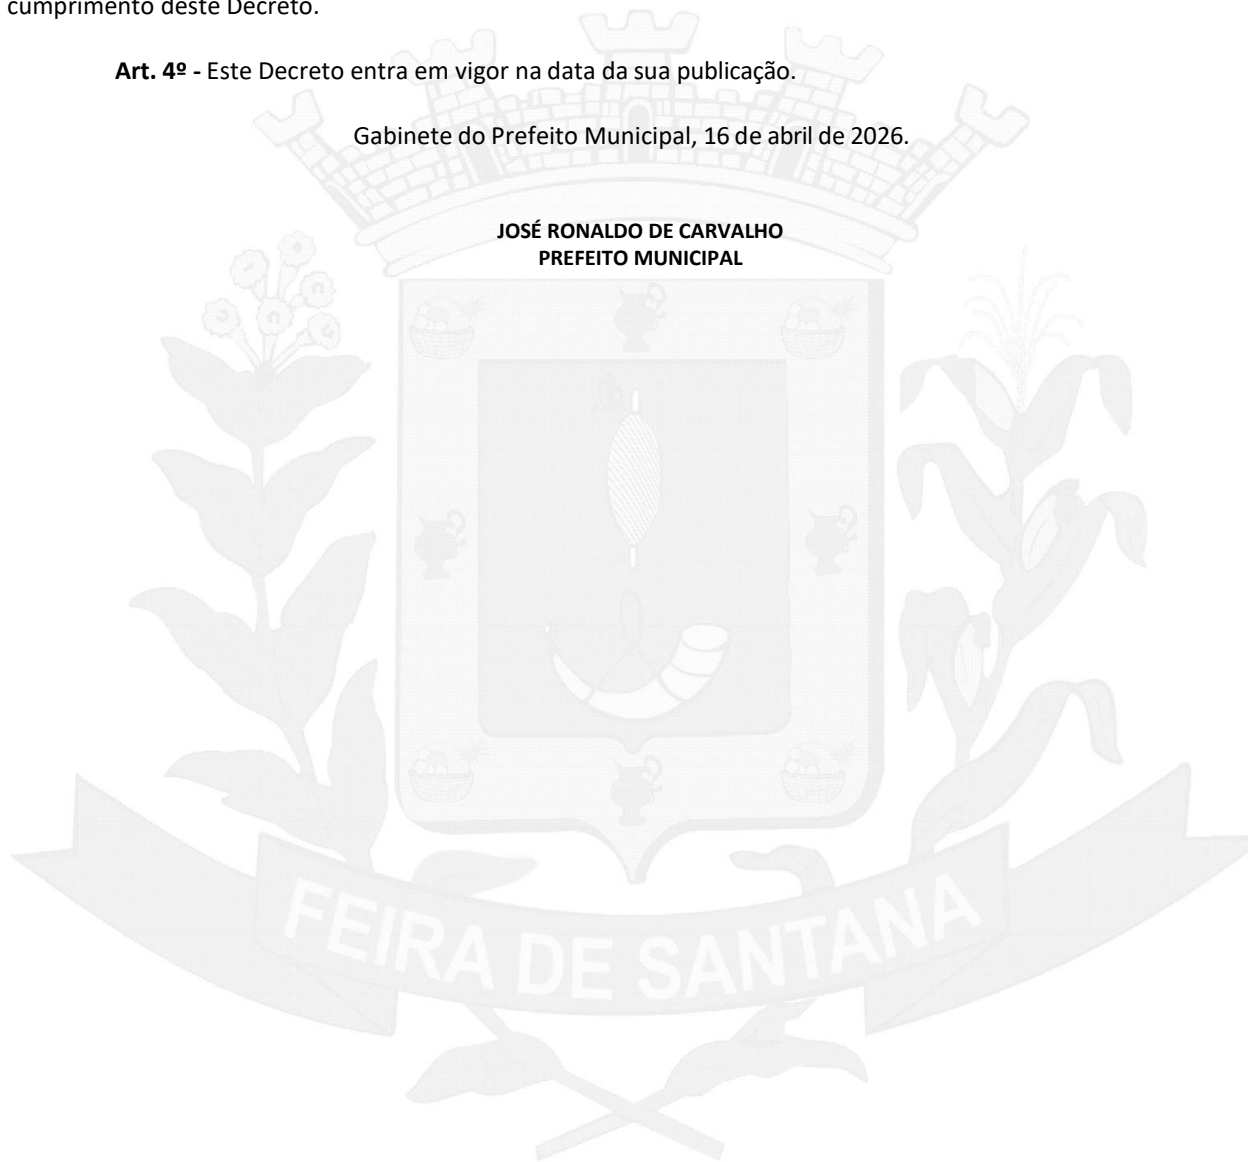 cumprimento deste Decreto.
Art. 4º - Este Decreto entra em vigor na data da sua publicação.
Gabinete do Prefeito Municipal, 16 de abril de 2026.
JOSÉ RONALDO DE CARVALHO
PREFEITO MUNICIPAL
FEIRA DE SANTANA